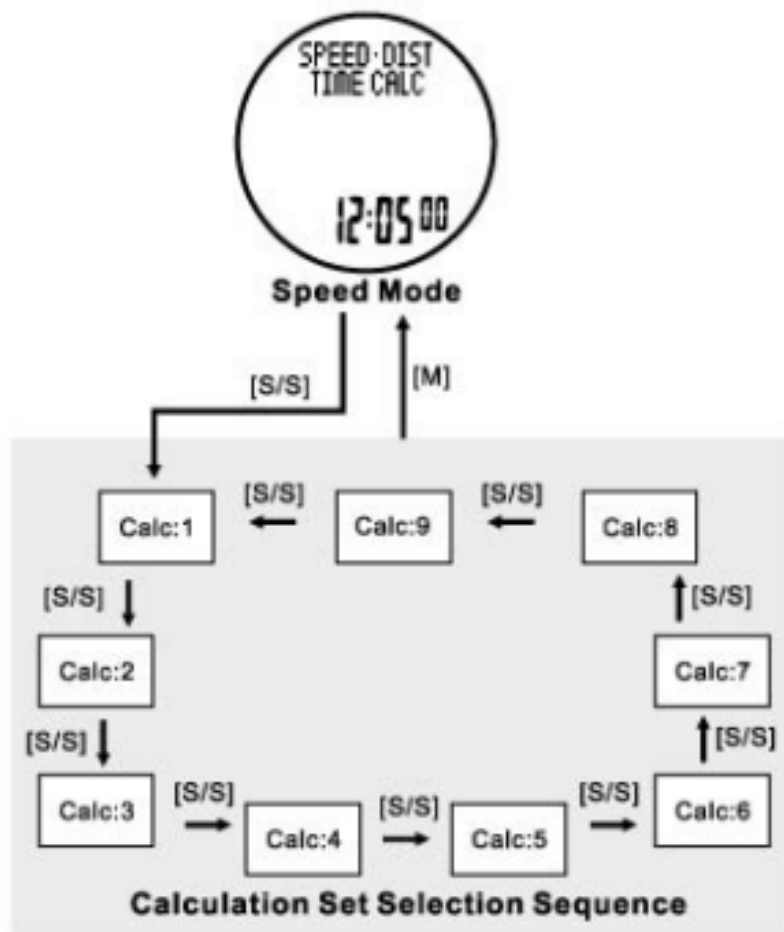 SPEED·DIST
TIME CALC
12:05 00
Speed Mode
[S/S]
[M]
Calc:1
[S/S]
Calc:9
[S/S]
Calc:8
[S/S]
[S/S]
Calc:2
Calc:7
[S/S]
[S/S]
Calc:3
[S/S]
Calc:4
[S/S]
Calc:5
[S/S]
Calc:6
Calculation Set Selection Sequence